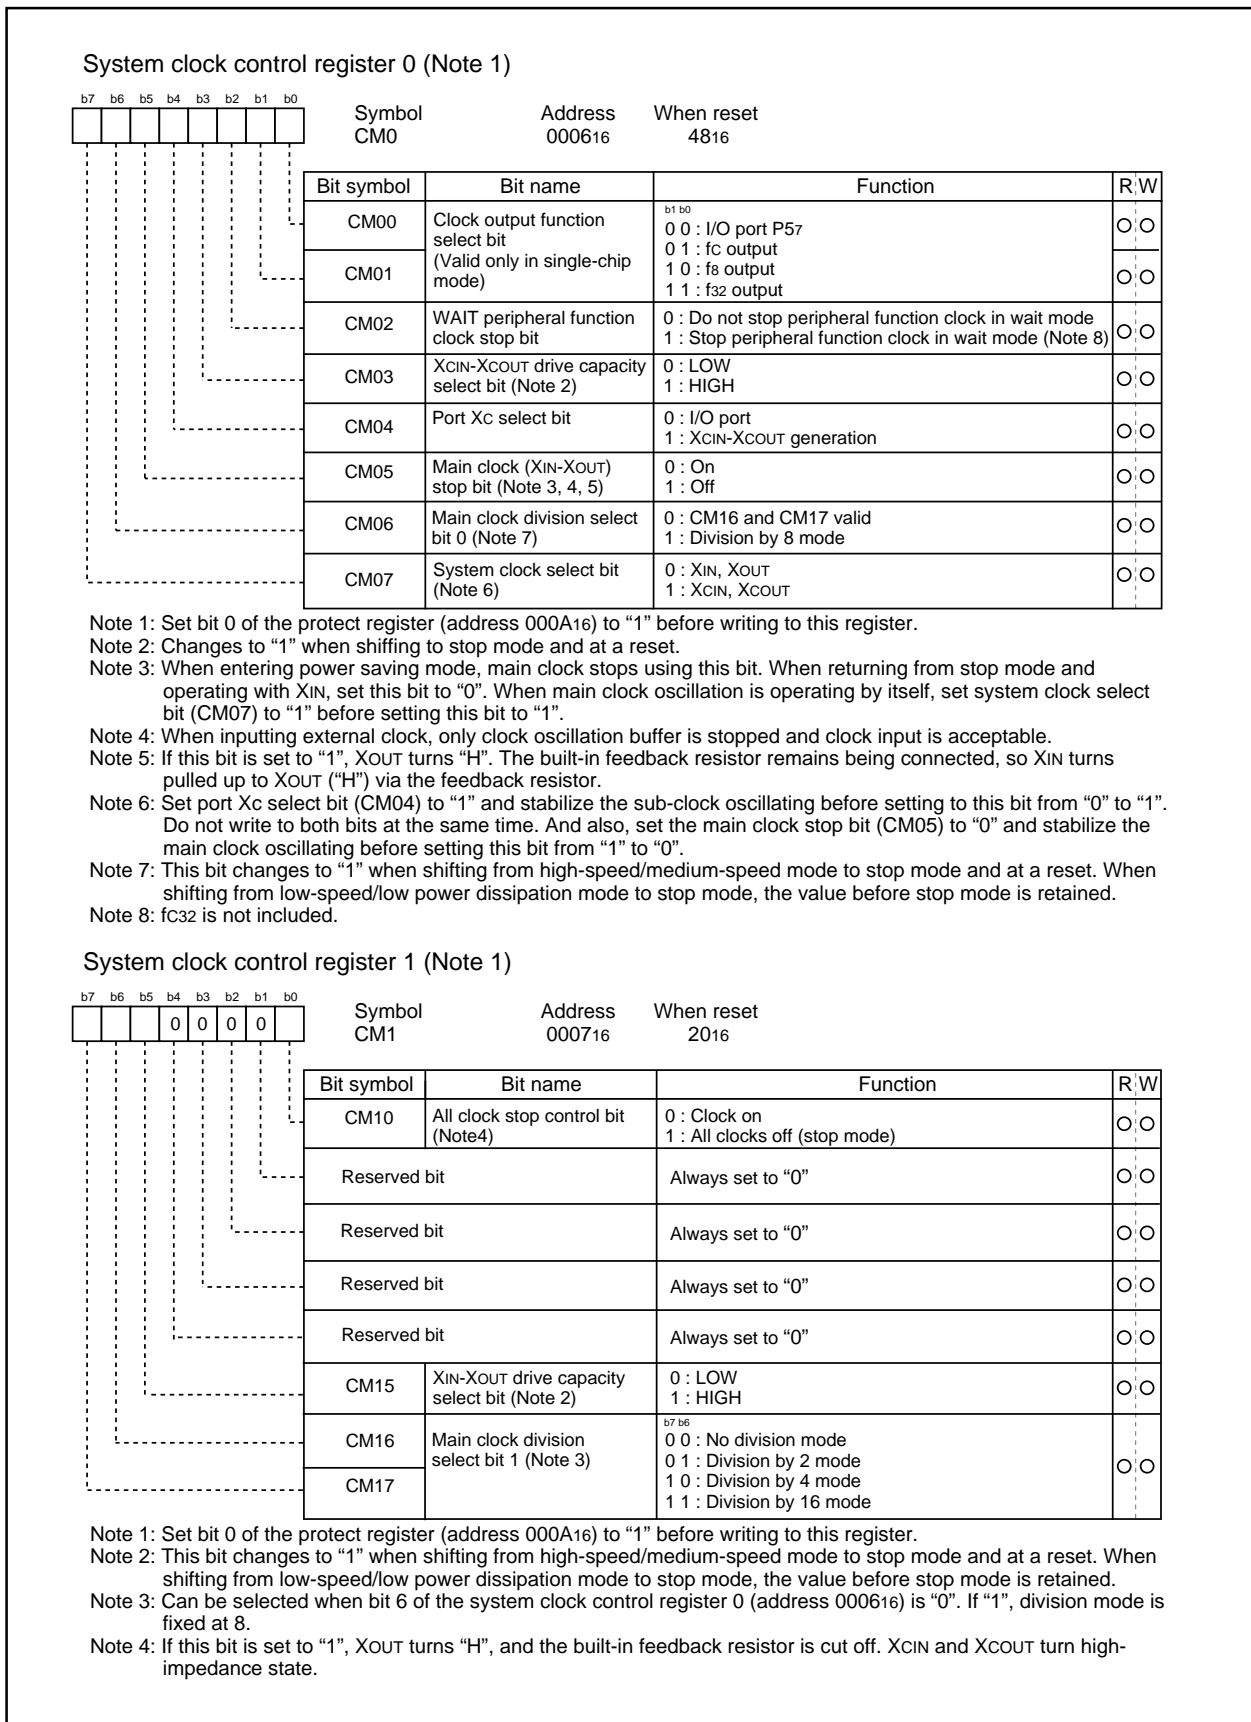 System clock control register 0 (Note 1)
b7 b6 b5 b4 b3 b2 b1 b0
Symbol Address When reset
CM0 000616 4816
Bit symbol Bit name Function R W
CM00 Clock output function select bit (Valid only in single-chip mode)
b1 b0
0 0 : I/O port P57
0 1 : fC output
1 0 : f8 output
1 1 : f32 output
CM01
CM02 WAIT peripheral function clock stop bit
0 : Do not stop peripheral function clock in wait mode
1 : Stop peripheral function clock in wait mode (Note 8)
CM03 XCIN-XCOUT drive capacity select bit (Note 2)
0 : LOW
1 : HIGH
CM04 Port XC select bit
0 : I/O port
1 : XCIN-XCOUT generation
CM05 Main clock (XIN-XOUT) stop bit (Note 3, 4, 5)
0 : On
1 : Off
CM06 Main clock division select bit 0 (Note 7)
0 : CM16 and CM17 valid
1 : Division by 8 mode
CM07 System clock select bit (Note 6)
0 : XIN, XOUT
1 : XCIN, XCOUT
Note 1: Set bit 0 of the protect register (address 000A16) to “1” before writing to this register.
Note 2: Changes to “1” when shiffing to stop mode and at a reset.
Note 3: When entering power saving mode, main clock stops using this bit. When returning from stop mode and
operating with XIN, set this bit to “0”. When main clock oscillation is operating by itself, set system clock select
bit (CM07) to “1” before setting this bit to “1”.
Note 4: When inputting external clock, only clock oscillation buffer is stopped and clock input is acceptable.
Note 5: If this bit is set to “1”, XOUT turns “H”. The built-in feedback resistor remains being connected, so XIN turns
pulled up to XOUT (“H”) via the feedback resistor.
Note 6: Set port Xc select bit (CM04) to “1” and stabilize the sub-clock oscillating before setting to this bit from “0” to “1”.
Do not write to both bits at the same time. And also, set the main clock stop bit (CM05) to “0” and stabilize the
main clock oscillating before setting this bit from “1” to “0”.
Note 7: This bit changes to “1” when shifting from high-speed/medium-speed mode to stop mode and at a reset. When
shifting from low-speed/low power dissipation mode to stop mode, the value before stop mode is retained.
Note 8: fC32 is not included.
System clock control register 1 (Note 1)
b7 b6 b5 b4 b3 b2 b1 b0
0 0 0 0
Symbol Address When reset
CM1 000716 2016
Bit symbol Bit name Function R W
CM10 All clock stop control bit (Note4)
0 : Clock on
1 : All clocks off (stop mode)
Reserved bit Always set to “0”
Reserved bit Always set to “0”
Reserved bit Always set to “0”
Reserved bit Always set to “0”
CM15 XIN-XOUT drive capacity select bit (Note 2)
0 : LOW
1 : HIGH
CM16 Main clock division select bit 1 (Note 3)
b7 b6
0 0 : No division mode
0 1 : Division by 2 mode
1 0 : Division by 4 mode
1 1 : Division by 16 mode
CM17
Note 1: Set bit 0 of the protect register (address 000A16) to “1” before writing to this register.
Note 2: This bit changes to “1” when shifting from high-speed/medium-speed mode to stop mode and at a reset. When
shifting from low-speed/low power dissipation mode to stop mode, the value before stop mode is retained.
Note 3: Can be selected when bit 6 of the system clock control register 0 (address 000616) is “0”. If “1”, division mode is
fixed at 8.
Note 4: If this bit is set to “1”, XOUT turns “H”, and the built-in feedback resistor is cut off. XCIN and XCOUT turn high-
impedance state.